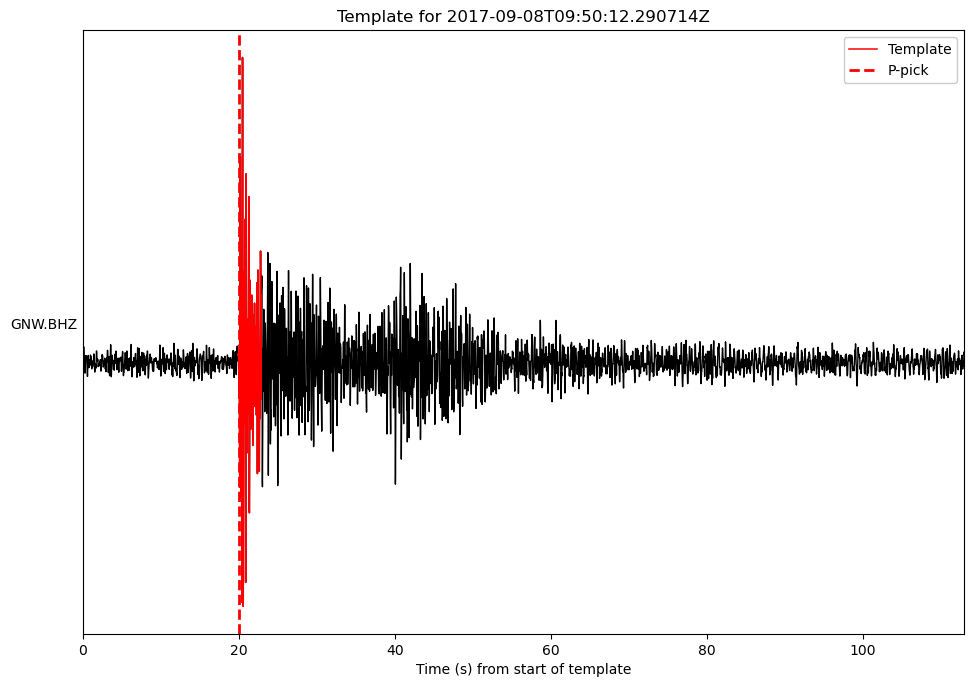 Template for 2017-09-08T09:50:12.290714Z
Template
P-pick
GNW.BHZ
0 20 40 60 80 100
Time (s) from start of template